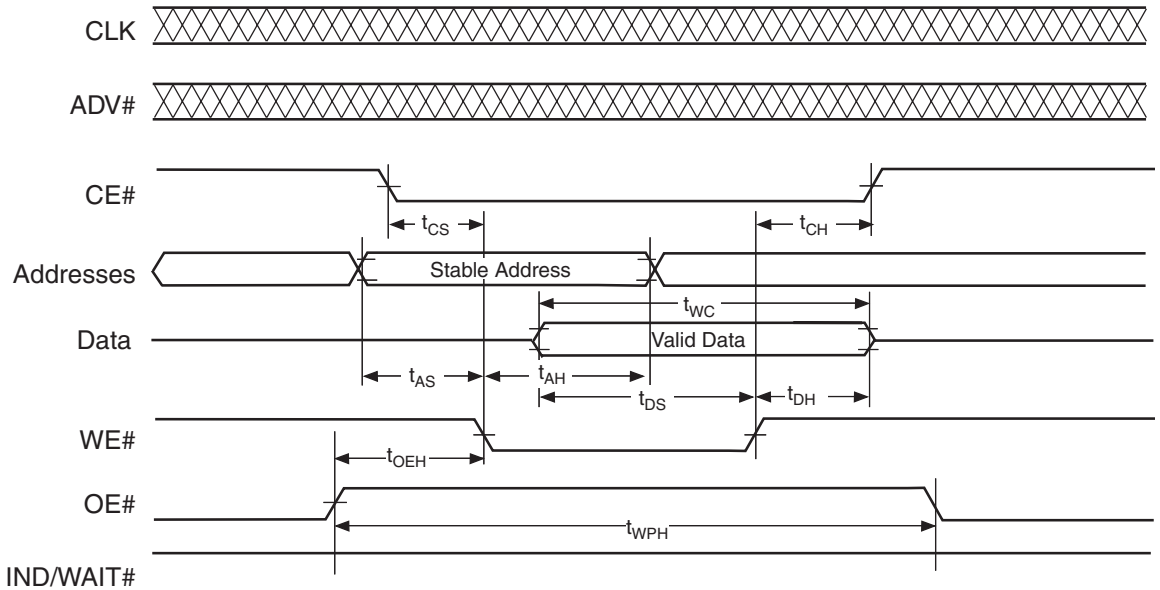 CLK
ADV#
CE#
tCS
tCH
Addresses
Stable Address
tWC
Data
Valid Data
tAS
tAH
tDS
tDH
WE#
tOEH
OE#
tWPH
IND/WAIT#